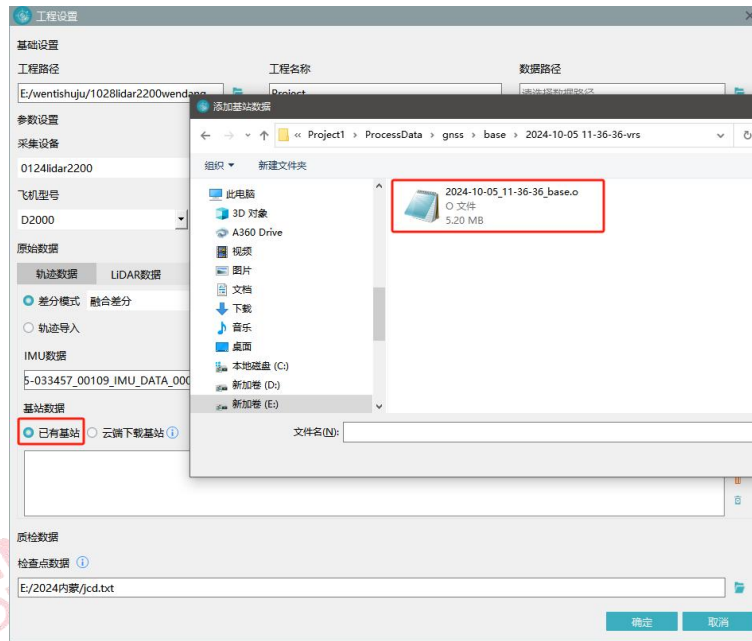 工程设置
基础设置
工程路径 工程名称 数据路径
E:/wentishuju/1028lidar2200wendang Project 请选择数据路径
参数设置
采集设备
0124lidar2200
飞机型号
D2000
原始数据
轨迹数据 LiDAR数据
差分模式 融合差分
轨迹导入
IMU数据
5-033457_00109_IMU_DATA_000
基站数据
已有基站 云端下载基站
添加基站数据
« Project1 › ProcessData › gnss › base › 2024-10-05 11-36-36-vrs
组织 新建文件夹
此电脑
3D 对象
A360 Drive
视频
图片
文档
下载
音乐
桌面
本地磁盘 (C:)
新加卷 (D:)
新加卷 (E:)
2024-10-05_11-36-36_base.o
O 文件
5.20 MB
文件名(N):
质检数据
检查点数据
E:/2024内蒙/jcd.txt
确定 取消